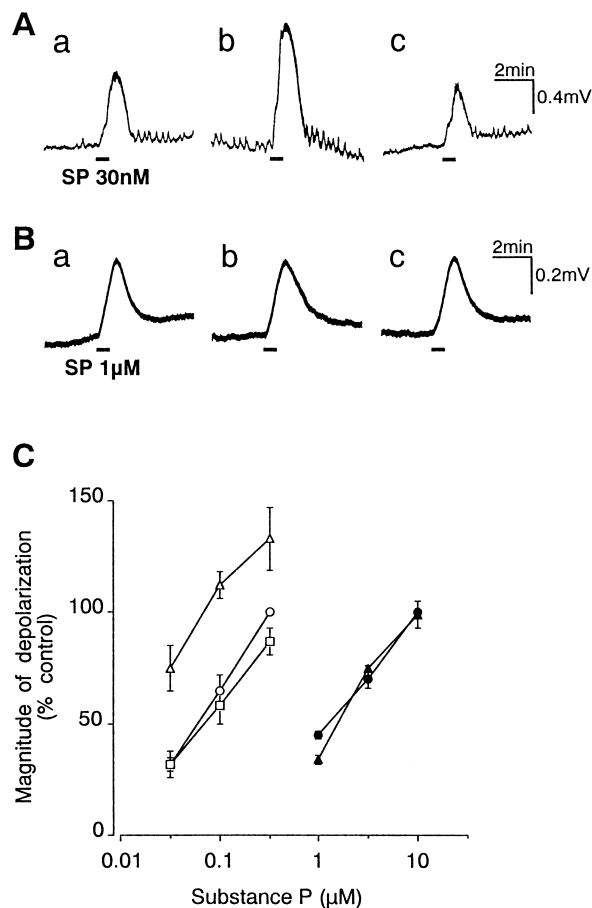 A
a
b
c
2min
0.4mV
SP 30nM
B
a
b
c
2min
0.2mV
SP 1µM
C
150
100
50
0
Magnitude of depolarization
(% control)
0.01
0.1
1
10
Substance P (µM)